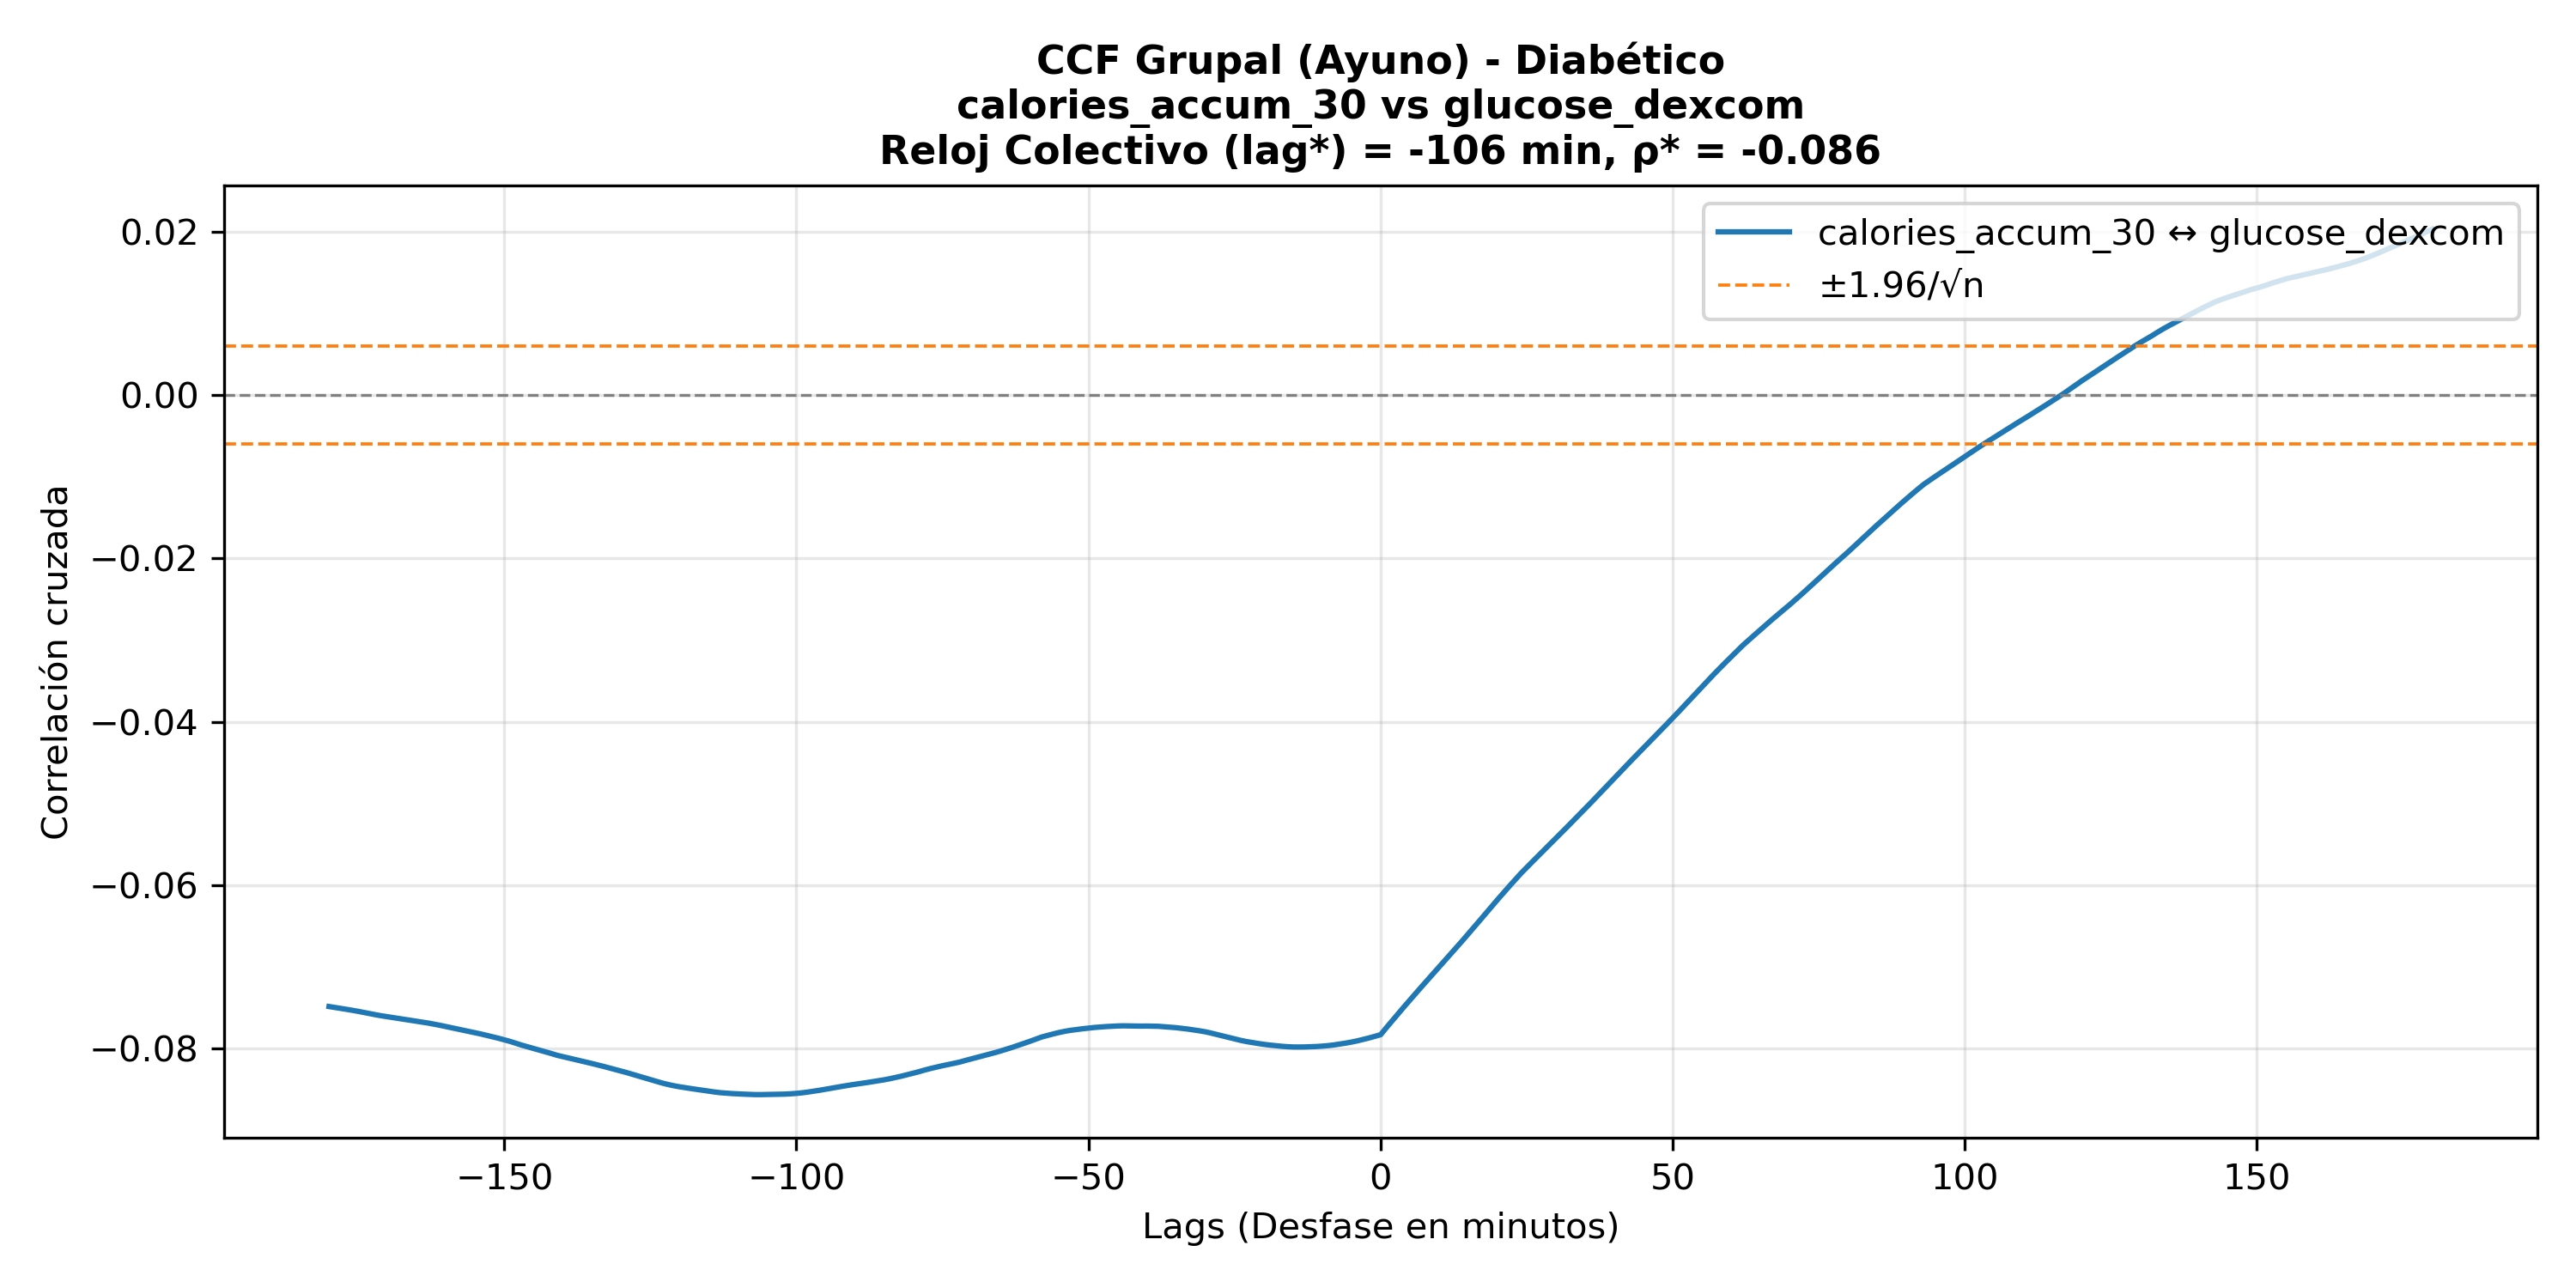 CCF Grupal (Ayuno) - Diabético
calories_accum_30 vs glucose_dexcom
Reloj Colectivo (lag*) = -106 min, ρ* = -0.086
calories_accum_30 ↔ glucose_dexcom
±1.96/√n
Correlación cruzada
0.02
0.00
−0.02
−0.04
−0.06
−0.08
−150
−100
−50
0
50
100
150
Lags (Desfase en minutos)